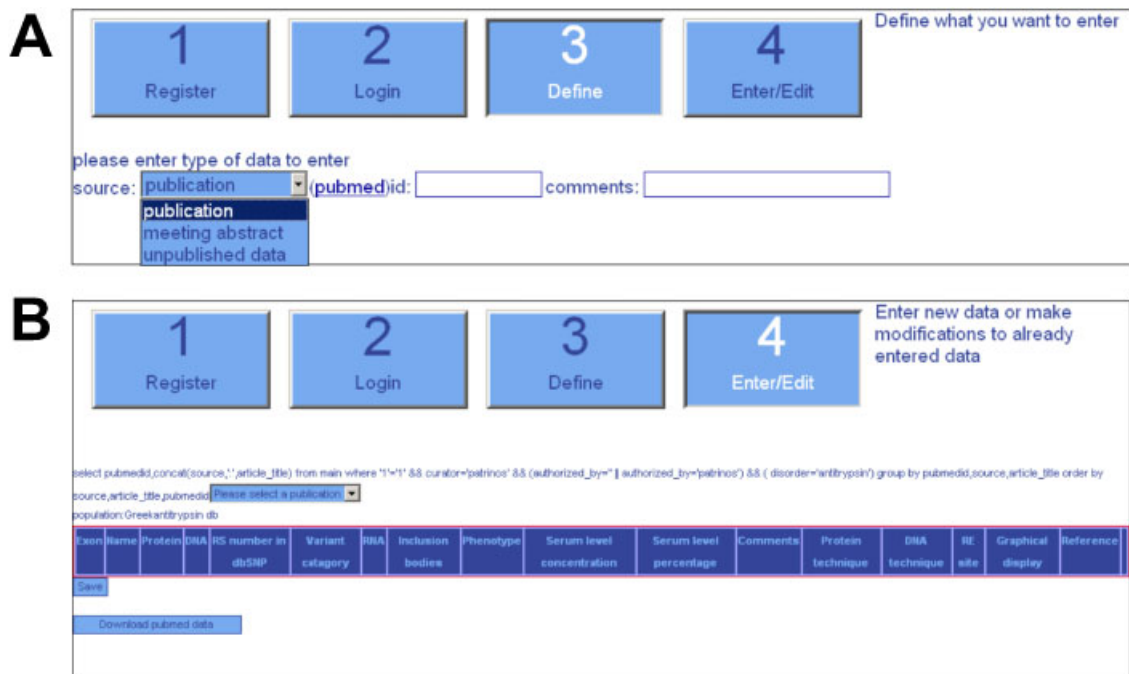 A
1
Register
2
Login
3
Define
4
Enter/Edit
Define what you want to enter
please enter type of data to enter
source: publication (pubmed)id: comments:
publication
meeting abstract
unpublished data
B
1
Register
2
Login
3
Define
4
Enter/Edit
Enter new data or make
modifications to already
entered data
select pubmedid,concat(source,'.',article_title) from main where '1'='1' && curator='patrinos' && (authorized_by='' || authorized_by='patrinos') && ( disorder='antitrypsin') group by pubmedid,source,article_title order by
source,article_title,pubmedid Please select a publication
population:Greekantitrypsin db
Exon Name Protein DNA RS number in dbSNP Variant catagory RNA Inclusion bodies Phenotype Serum level concentration Serum level percentage Comments Protein technique DNA technique RE site Graphical display Reference
Save
Download pubmed data